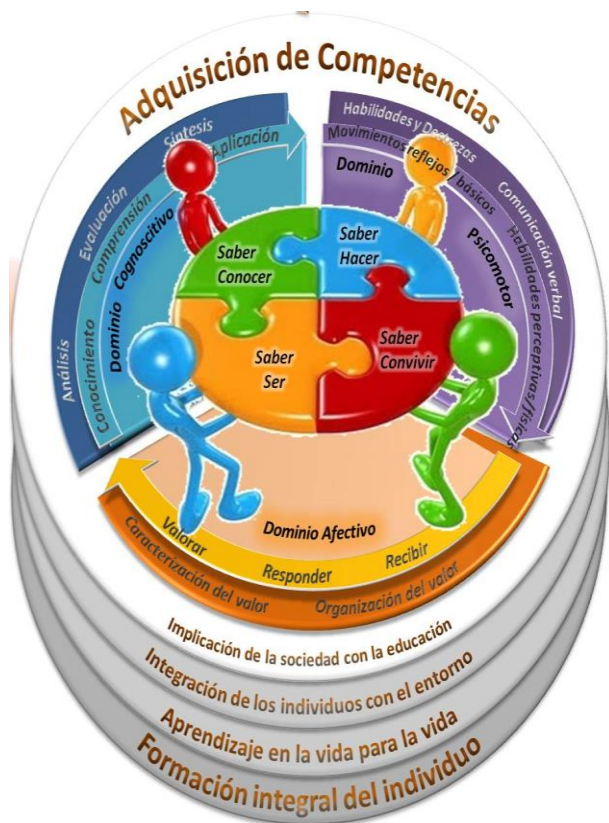 Adquisición de Competencias
Análisis
Evaluación
Síntesis
Conocimiento
Comprensión
Aplicación
Dominio Cognoscitivo
Habilidades y Destrezas
Comunicación verbal
Movimientos reflejos / básicos
Habilidades perceptivas/físicas
Dominio Psicomotor
Saber
Conocer
Saber
Hacer
Saber
Ser
Saber
Convivir
Dominio Afectivo
Valorar
Responder
Recibir
Caracterización del valor
Organización del valor
Implicación de la sociedad con la educación
Integración de los individuos con el entorno
Aprendizaje en la vida para la vida
Formación integral del individuo